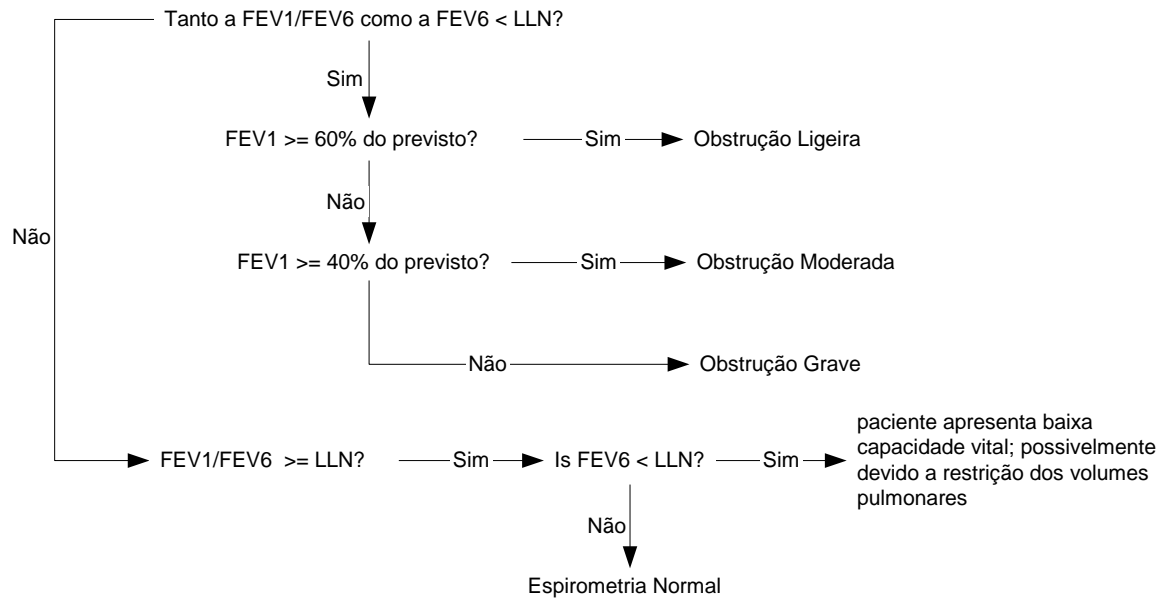 Tanto a FEV1/FEV6 como a FEV6 < LLN?
Sim
FEV1 >= 60% do previsto?
Sim
Obstrução Ligeira
Não
Não
FEV1 >= 40% do previsto?
Sim
Obstrução Moderada
Não
Obstrução Grave
FEV1/FEV6 >= LLN?
Sim
Is FEV6 < LLN?
Sim
paciente apresenta baixa
capacidade vital; possivelmente
devido a restrição dos volumes
pulmonares
Não
Espirometria Normal